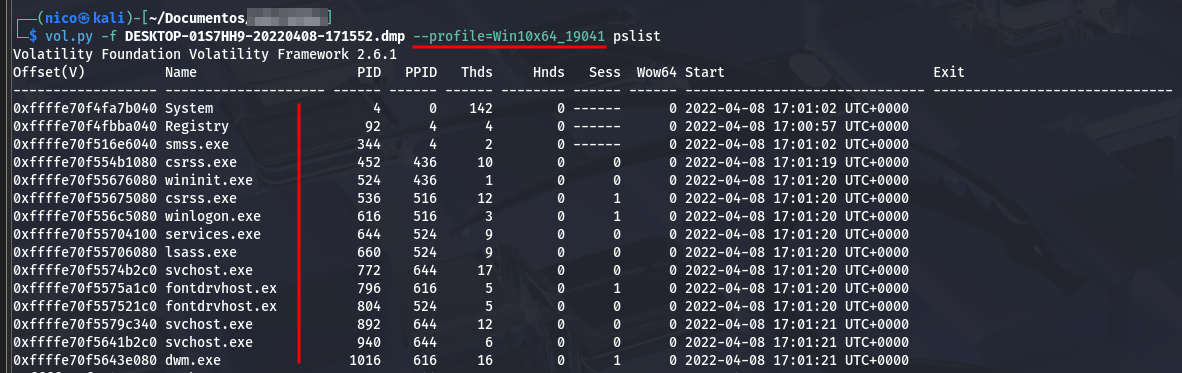 ┌──(nico㉿kali)-[~/Documentos/ ]
└─$ vol.py -f DESKTOP-01S7HH9-20220408-171552.dmp --profile=Win10x64_19041 pslist
Volatility Foundation Volatility Framework 2.6.1
Offset(V)          Name                    PID   PPID   Thds     Hnds   Sess  Wow64 Start                          Exit
------------------ -------------------- ------ ------ ------ -------- ------ ------ ------------------------------ ------------------------------
0xffffe70f4fa7b040 System                    4      0    142        0 ------      0 2022-04-08 17:01:02 UTC+0000
0xffffe70f4fbba040 Registry                 92      4      4        0 ------      0 2022-04-08 17:00:57 UTC+0000
0xffffe70f516e6040 smss.exe                344      4      2        0 ------      0 2022-04-08 17:01:02 UTC+0000
0xffffe70f554b1080 csrss.exe               452    436     10        0      0      0 2022-04-08 17:01:19 UTC+0000
0xffffe70f55676080 wininit.exe             524    436      1        0      0      0 2022-04-08 17:01:20 UTC+0000
0xffffe70f55675080 csrss.exe               536    516     12        0      1      0 2022-04-08 17:01:20 UTC+0000
0xffffe70f556c5080 winlogon.exe            616    516      3        0      1      0 2022-04-08 17:01:20 UTC+0000
0xffffe70f55704100 services.exe            644    524      9        0      0      0 2022-04-08 17:01:20 UTC+0000
0xffffe70f55706080 lsass.exe               660    524      9        0      0      0 2022-04-08 17:01:20 UTC+0000
0xffffe70f5574b2c0 svchost.exe             772    644     17        0      0      0 2022-04-08 17:01:20 UTC+0000
0xffffe70f5575a1c0 fontdrvhost.ex          796    616      5        0      1      0 2022-04-08 17:01:20 UTC+0000
0xffffe70f557521c0 fontdrvhost.ex          804    524      5        0      0      0 2022-04-08 17:01:20 UTC+0000
0xffffe70f5579c340 svchost.exe             892    644     12        0      0      0 2022-04-08 17:01:21 UTC+0000
0xffffe70f5641b2c0 svchost.exe             940    644      6        0      0      0 2022-04-08 17:01:21 UTC+0000
0xffffe70f5643e080 dwm.exe                1016    616     16        0      1      0 2022-04-08 17:01:21 UTC+0000